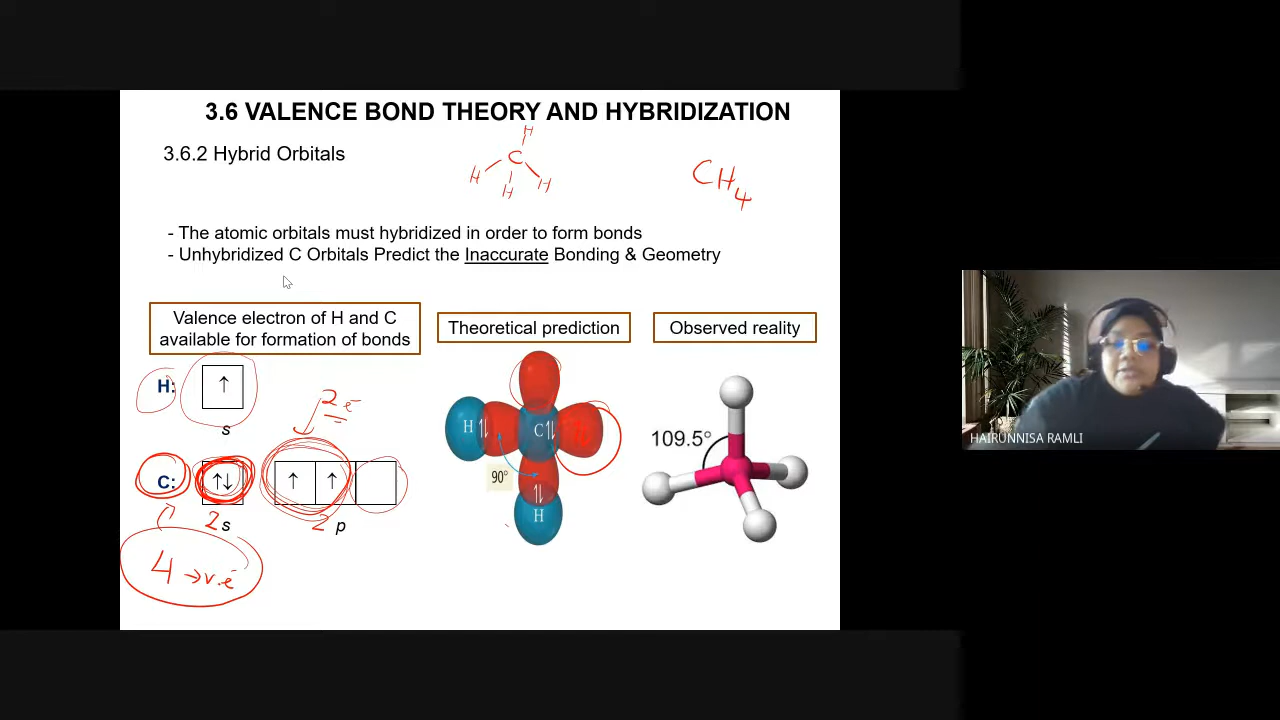 3.6 VALENCE BOND THEORY AND HYBRIDIZATION
3.6.2 Hybrid Orbitals
H
C
H
H
H
CH4
- The atomic orbitals must hybridized in order to form bonds
- Unhybridized C Orbitals Predict the Inaccurate Bonding & Geometry
Valence electron of H and C
available for formation of bonds
Theoretical prediction
Observed reality
H: ↑
s
2 e
C: ↑↓ ↑ ↑
2s 2p
4 → v.e
H ↑↓ C ↑↓
90°
↑↓
H
109.5°
HAIRUNNISA RAMLI